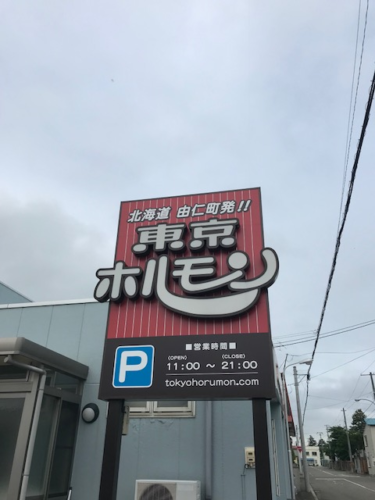 北海道 由仁町発!!
東京
ホルモン
■営業時間■
(OPEN) (CLOSE)
P 11:00 ～ 21:00
tokyohorumon.com